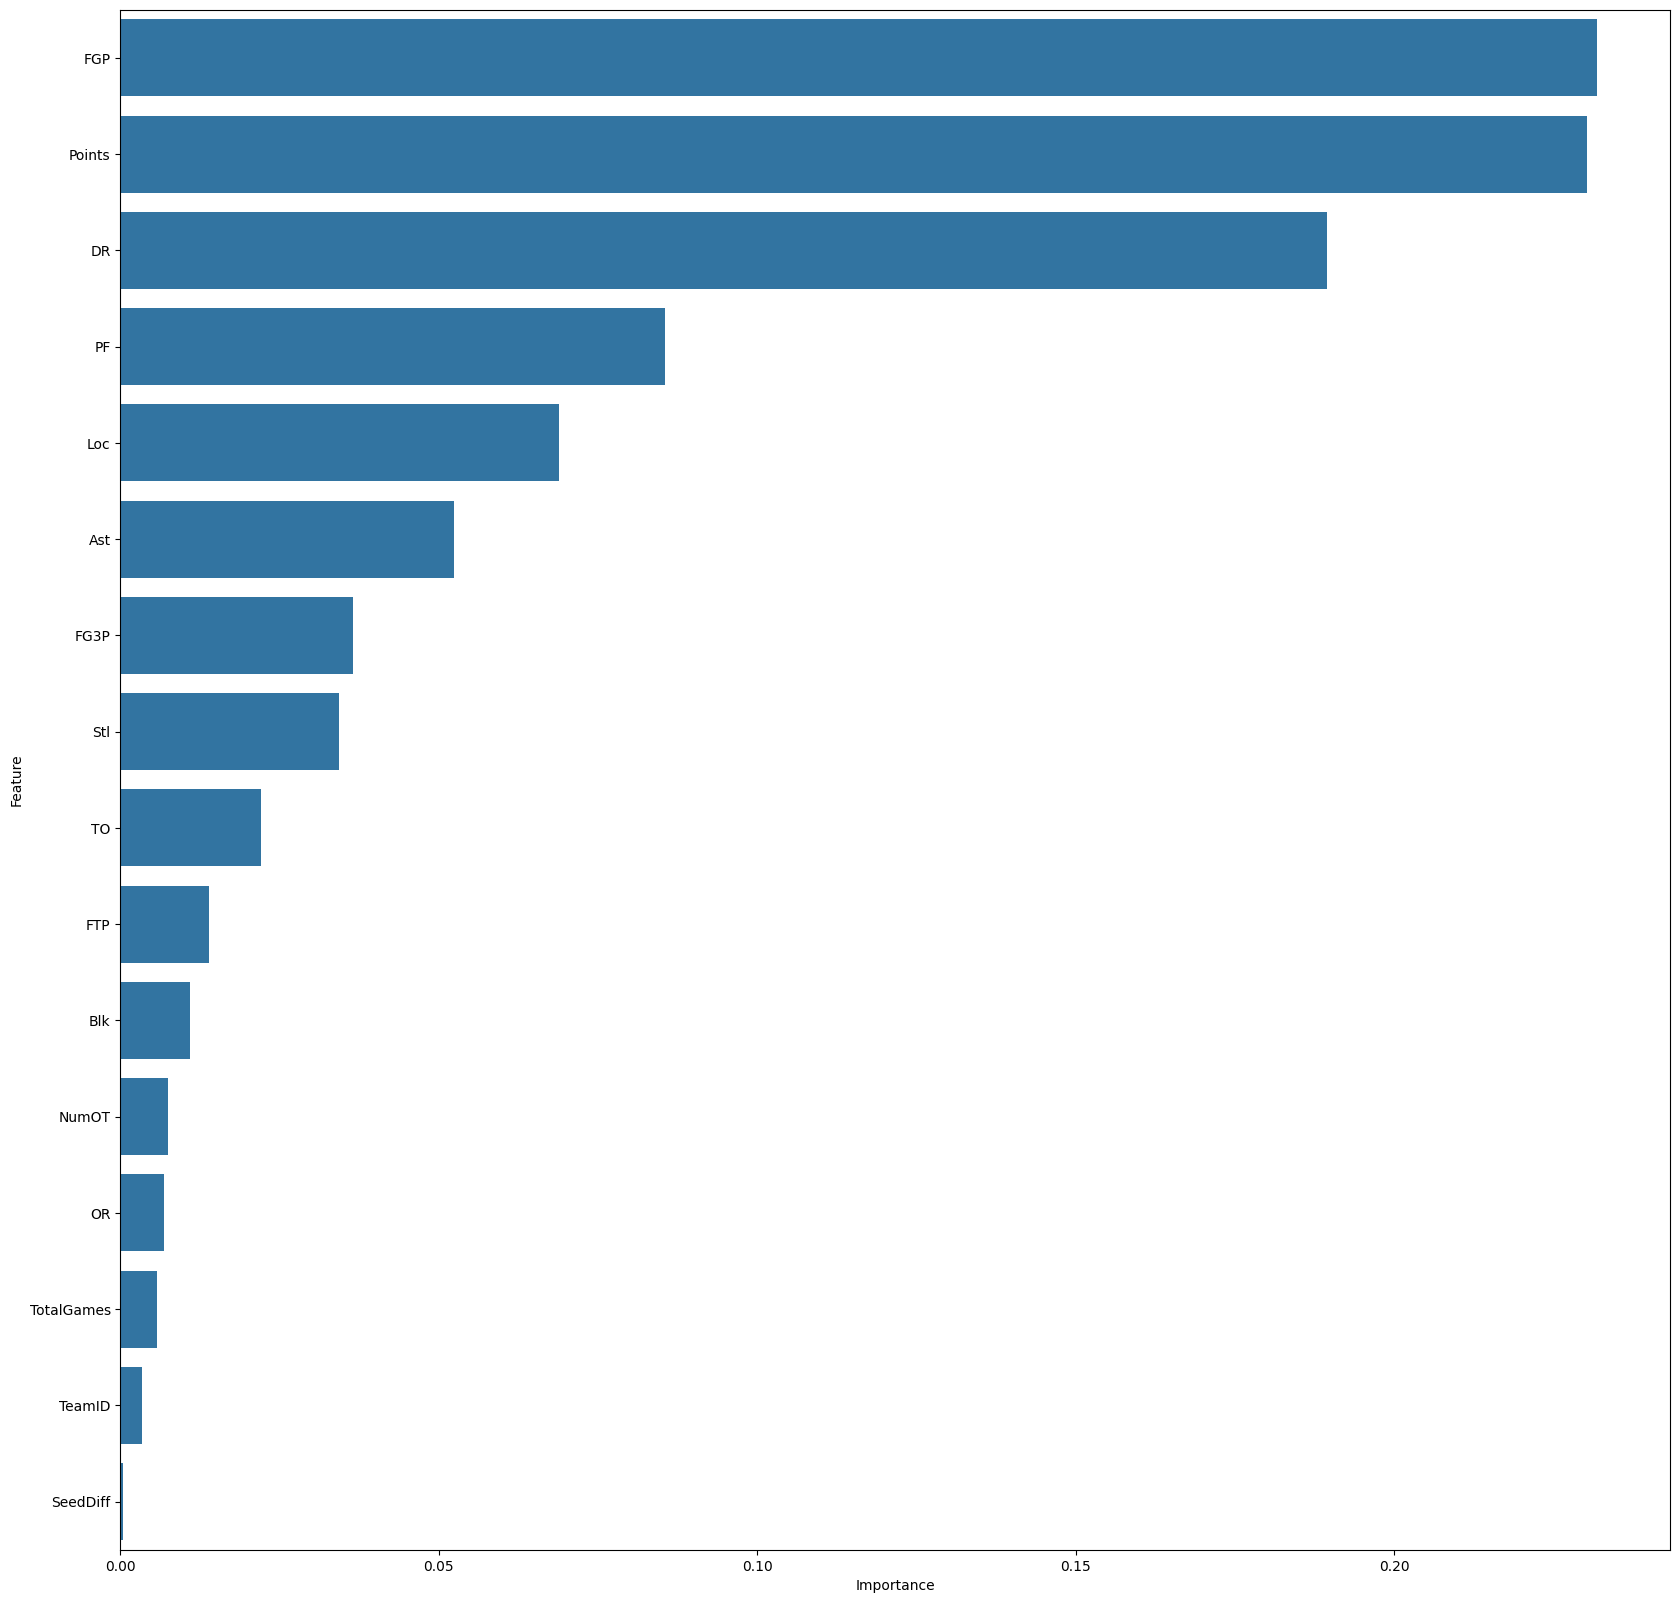 FGP
Points
DR
PF
Loc
Ast
FG3P
Stl
TO
FTP
Blk
NumOT
OR
TotalGames
TeamID
SeedDiff
Feature
0.00 0.05 0.10 0.15 0.20
Importance